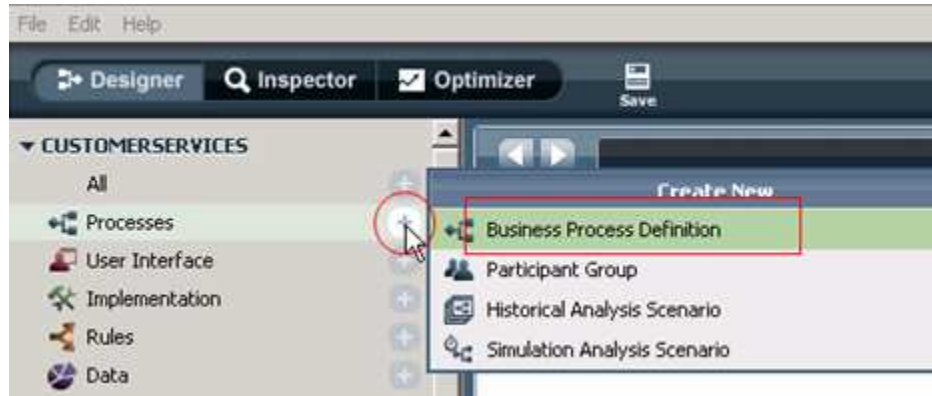 File Edit Help
Designer Inspector Optimizer Save
CUSTOMERSERVICES
All
Create New
Processes
Business Process Definition
User Interface
Participant Group
Implementation
Historical Analysis Scenario
Rules
Simulation Analysis Scenario
Data